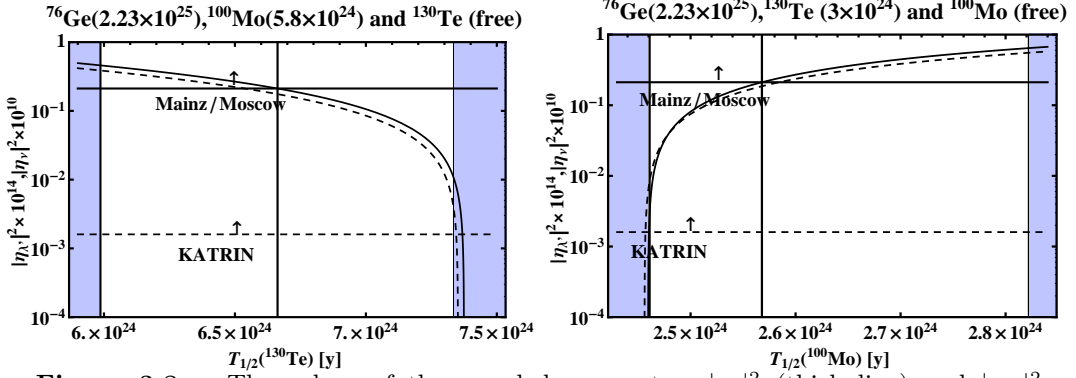 ⁷⁶Ge(2.23×10²⁵),¹⁰⁰Mo(5.8×10²⁴) and ¹³⁰Te (free)
|η_λ'|²× 10¹⁴,|η_ν|²×10¹⁰
1
10⁻¹
10⁻²
10⁻³
10⁻⁴
↑
Mainz/Moscow
↑
KATRIN
6.×10²⁴ 6.5×10²⁴ 7.×10²⁴ 7.5×10²⁴
T₁/₂(¹³⁰Te) [y]
⁷⁶Ge(2.23×10²⁵),¹³⁰Te (3×10²⁴) and ¹⁰⁰Mo (free)
|η_λ'|²× 10¹⁴,|η_ν|²×10¹⁰
1
10⁻¹
10⁻²
10⁻³
10⁻⁴
↑
Mainz/Moscow
↑
KATRIN
2.5×10²⁴ 2.6×10²⁴ 2.7×10²⁴ 2.8×10²⁴
T₁/₂(¹⁰⁰Mo) [y]